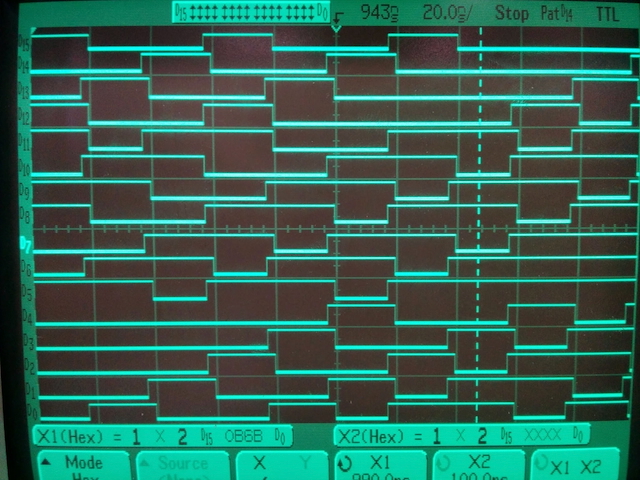 D15 D0 943 20.0 Stop Pat D14 TTL
D15
D14
D13
D12
D11
D10
D9
D8
D7
D6
D5
D4
D3
D2
D1
D0
X1(Hex) = 1 X 2 D15 0B6B D0 X2(Hex) = 1 X 2 D15 XXXX D0
Mode Source X Y X1 X2 X1 X2
Hex